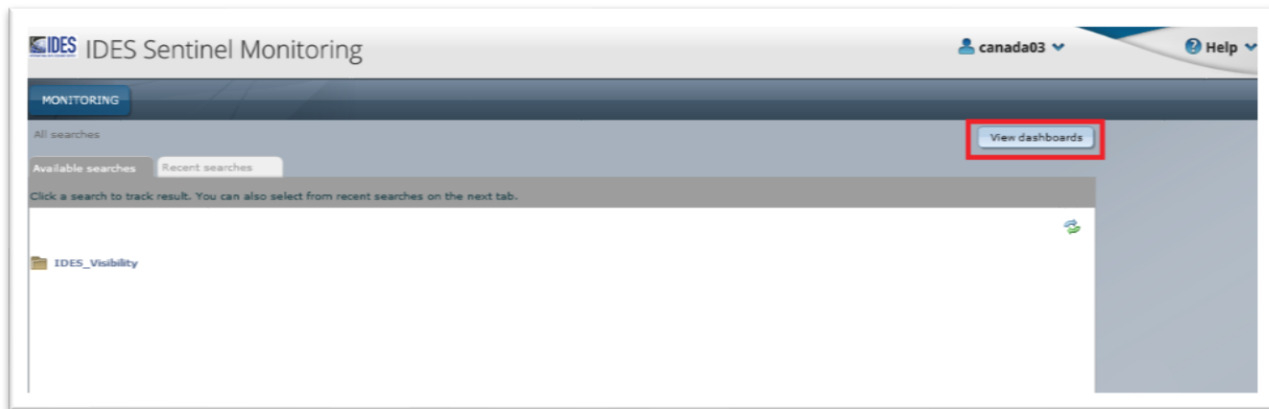 IDES IDES Sentinel Monitoring canada03 Help
MONITORING
All searches View dashboards
Available searches Recent searches
Click a search to track result. You can also select from recent searches on the next tab.
IDES_Visibility